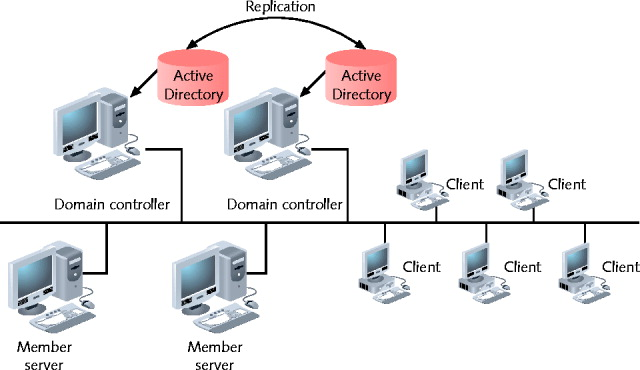 Replication
Active
Directory
Active
Directory
Domain controller
Domain controller
Client
Client
Client
Client
Client
Member
server
Member
server